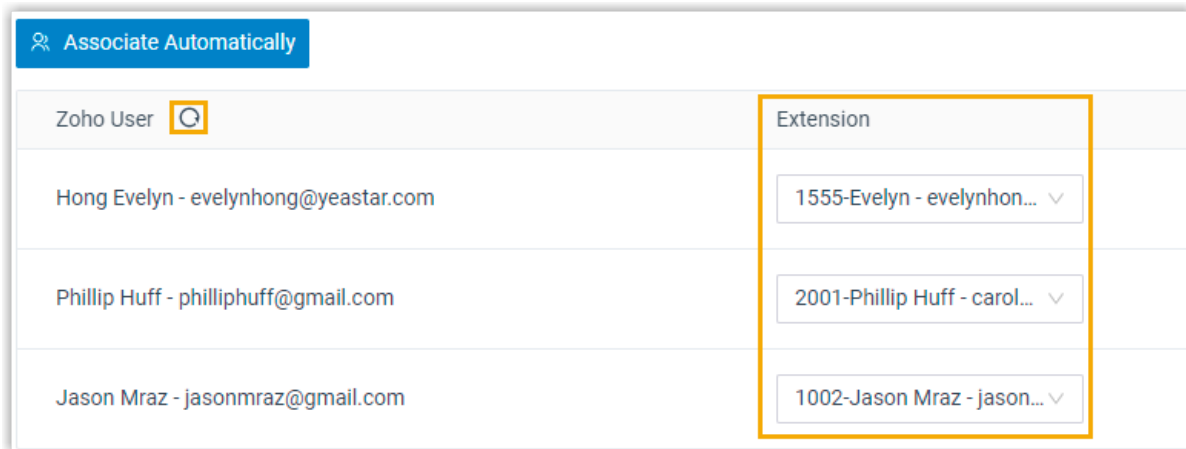 Associate Automatically
Zoho User
Extension
Hong Evelyn - evelynhong@yeastar.com
1555-Evelyn - evelynhon...
Phillip Huff - philliphuff@gmail.com
2001-Phillip Huff - carol...
Jason Mraz - jasonmraz@gmail.com
1002-Jason Mraz - jason...